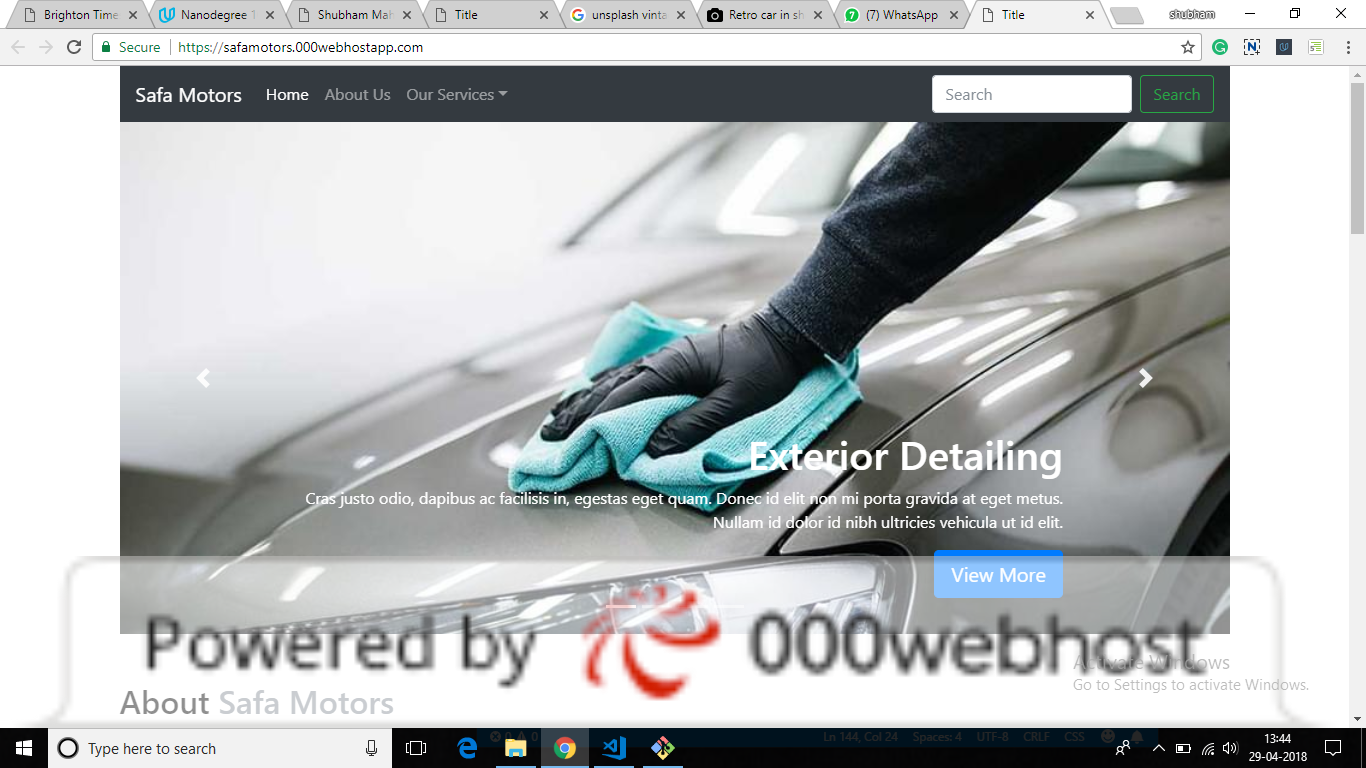 Brighton Time
Nanodegree 1
Shubham Mah
Title
unsplash vinta
Retro car in sh
(7) WhatsApp
Title
shubham
Secure
https://safamotors.000webhostapp.com
Safa Motors
Home
About Us
Our Services
Search
Search
Exterior Detailing
Cras justo odio, dapibus ac facilisis in, egestas eget quam. Donec id elit non mi porta gravida at eget metus.
Nullam id dolor id nibh ultricies vehicula ut id elit.
View More
Powered by 000webhost
Activate Windows
Go to Settings to activate Windows.
About Safa Motors
Type here to search
0 0
Ln 144, Col 24
Spaces: 4
UTF-8
CRLF
CSS
13:44
29-04-2018